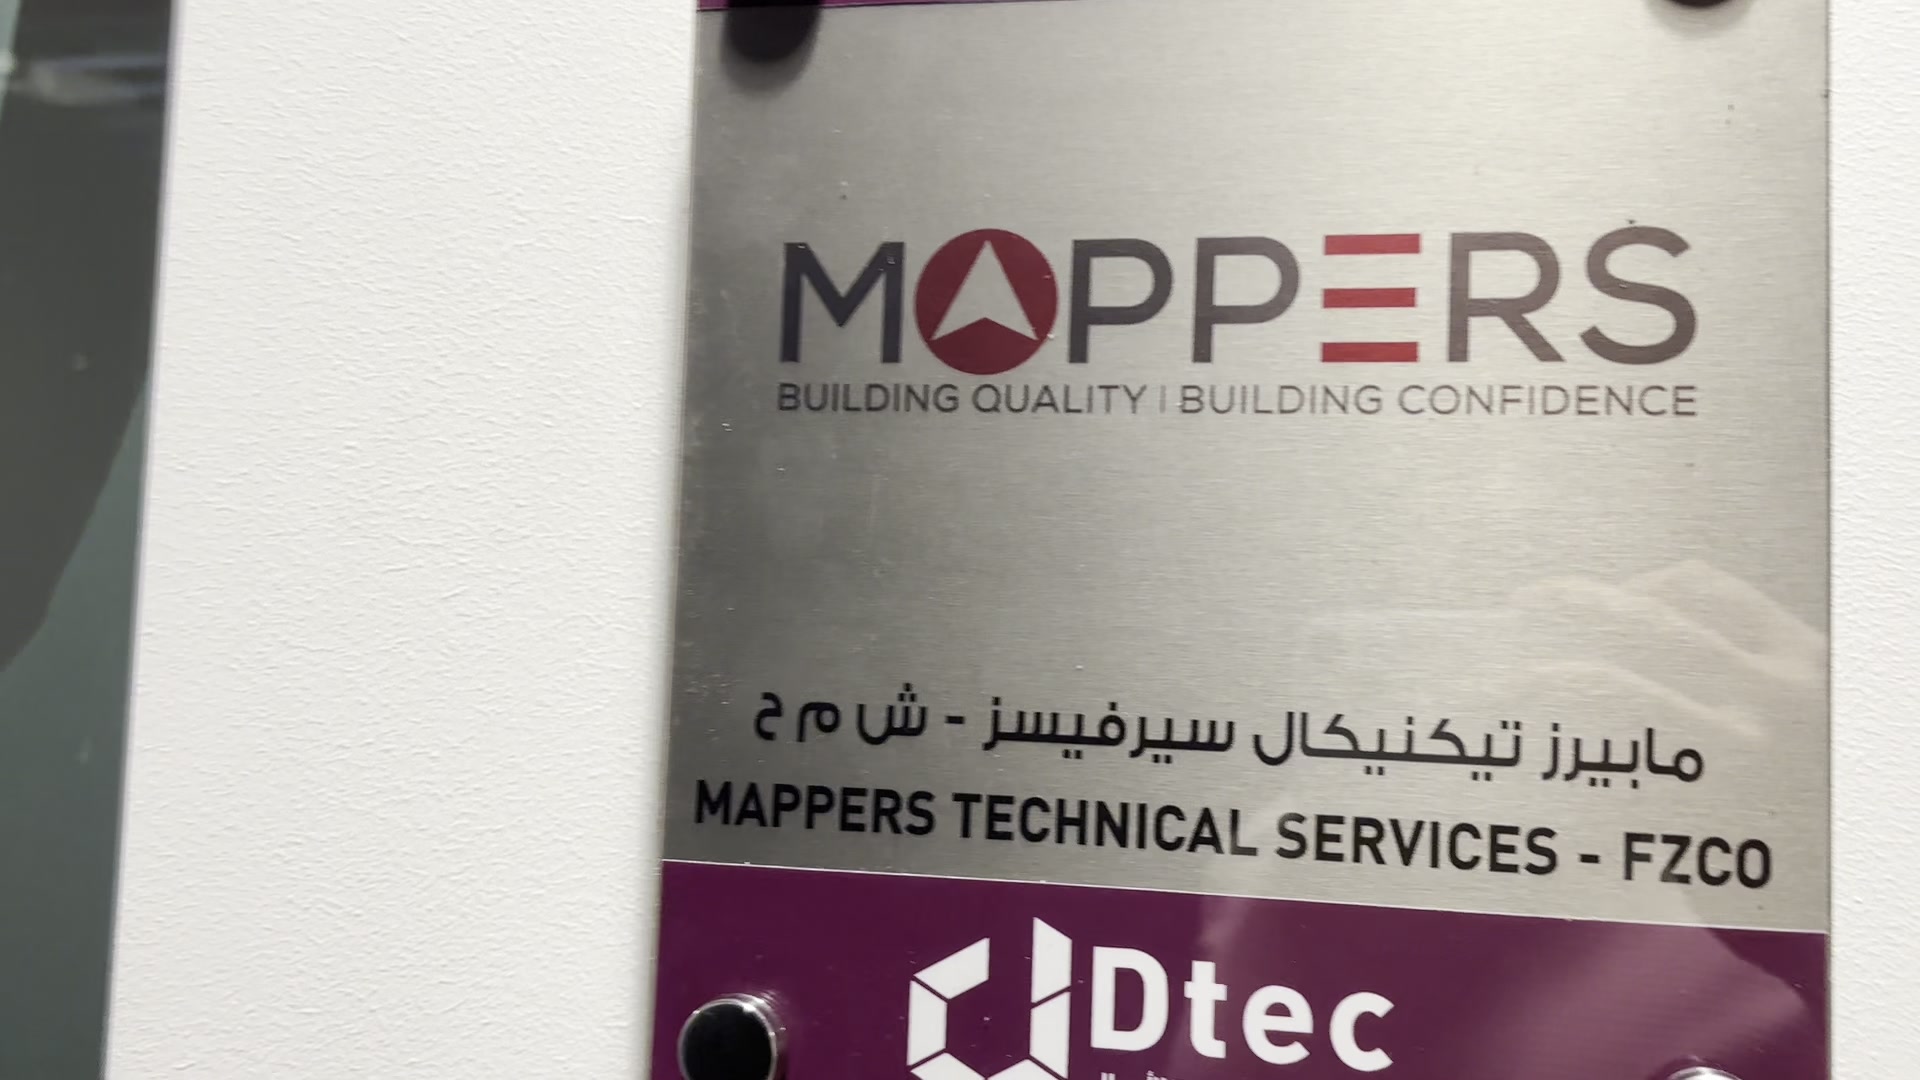 MAPPERS
BUILDING QUALITY | BUILDING CONFIDENCE
مابيرز تيكنيكال سيرفيسز - ش م ح
MAPPERS TECHNICAL SERVICES - FZCO
Dtec